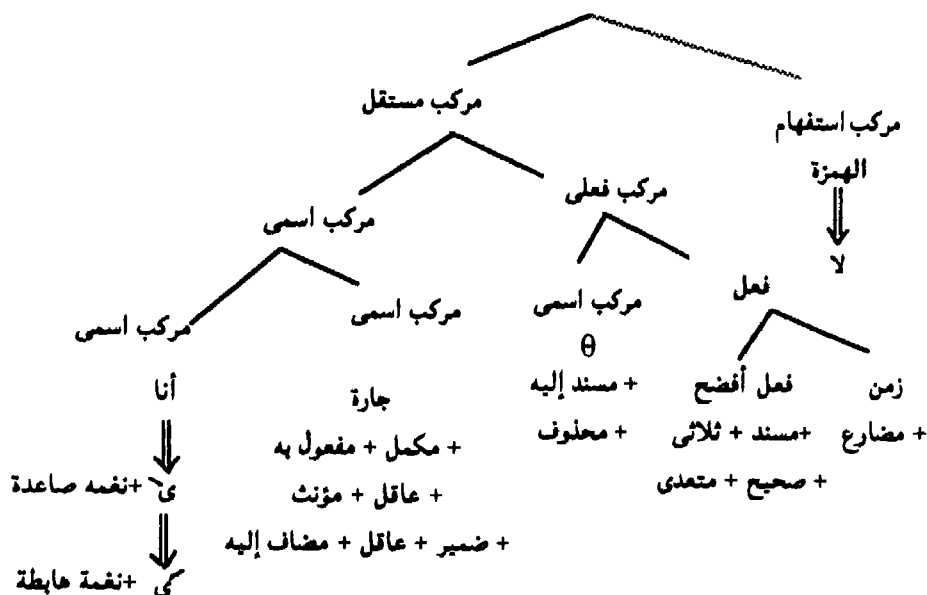 مركب مستقل
مركب استفهام
الهمزة
لا
مركب اسمى
مركب فعلى
مركب اسمى
مركب اسمى
مركب اسمى
فعل
أنا
جارة
θ
+ مكمل + مفعول به
+ عاقل + مؤنث
+ ضمير + عاقل + مضاف إليه
+ مسند إليه
+ محذوف
فعل أفضح
+مسند + ثلاثى
+ صحيح + متعدى
زمن
+ مضارع
ىَ +نغمه صاعدة
ى +نغمة هابطة